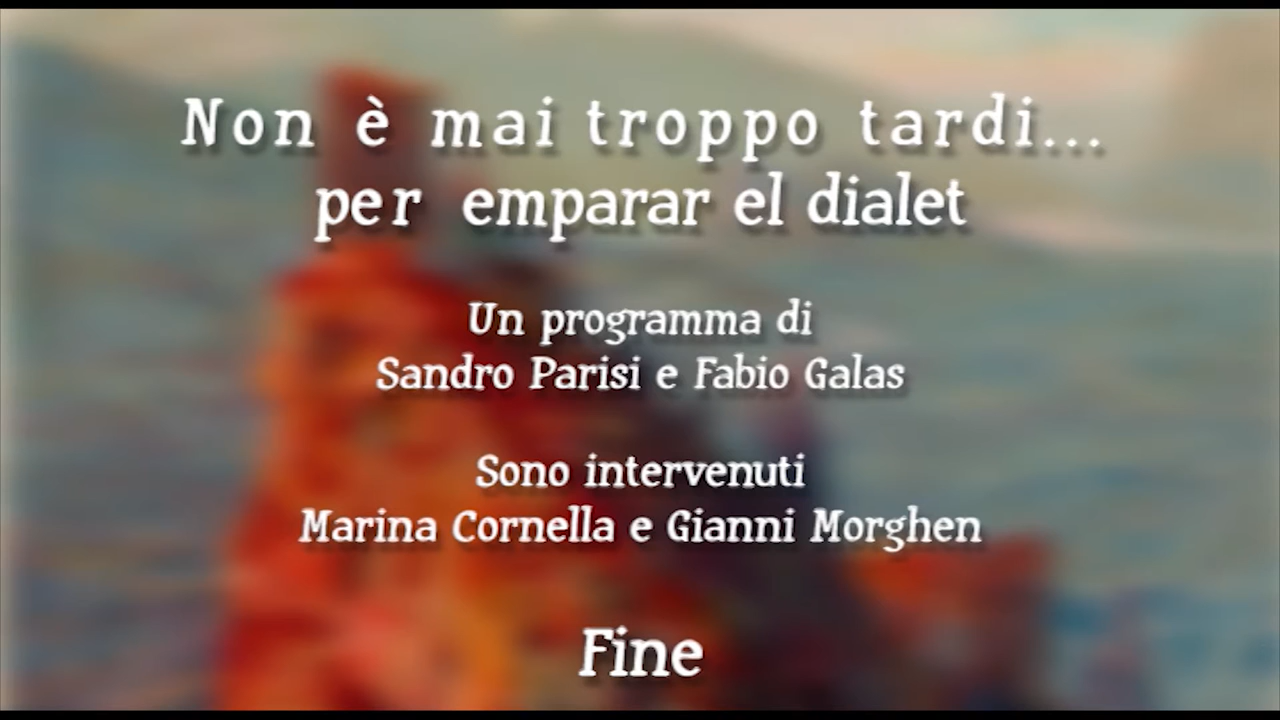 Non è mai troppo tardi...
per emparar el dialet
Un programma di
Sandro Parisi e Fabio Galas
Sono intervenuti
Marina Cornella e Gianni Morghen
Fine